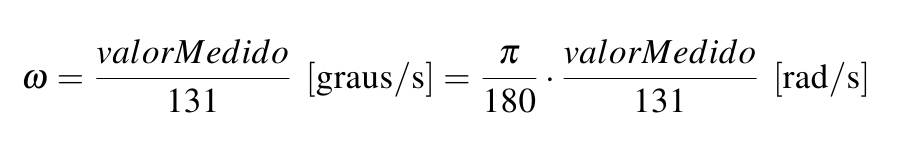 ω = valorMedido/131 [graus/s] = π/180 · valorMedido/131 [rad/s]